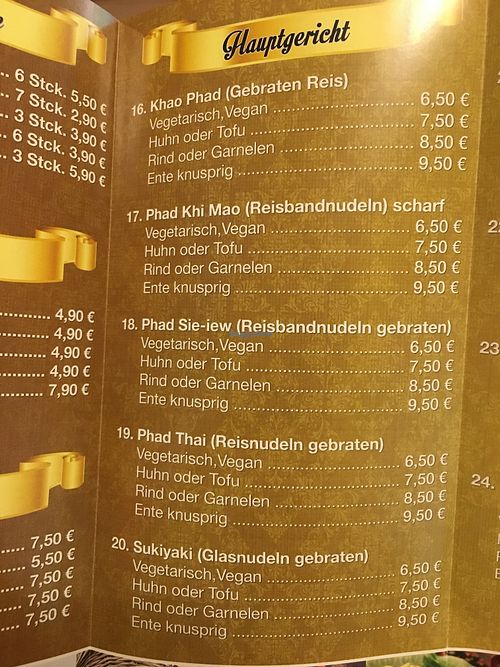 6 Stck. 5,50 €
7 Stck. 2,90 €
3 Stck. 3,90 €
6 Stck. 3,90 €
3 Stck. 5,90 €
4,90 €
4,90 €
4,90 €
4,90 €
7,90 €
7,50 €
5,50 €
7,50 €
7,50 €
7,50 €
Hauptgericht
16. Khao Phad (Gebraten Reis)
Vegetarisch,Vegan 6,50 €
Huhn oder Tofu 7,50 €
Rind oder Garnelen 8,50 €
Ente knusprig 9,50 €
17. Phad Khi Mao (Reisbandnudeln) scharf
Vegetarisch,Vegan 6,50 €
Huhn oder Tofu 7,50 €
Rind oder Garnelen 8,50 €
Ente knusprig 9,50 €
18. Phad Sie-iew (Reisbandnudeln gebraten)
Vegetarisch,Vegan 6,50 €
Huhn oder Tofu 7,50 €
Rind oder Garnelen 8,50 €
Ente knusprig 9,50 €
19. Phad Thai (Reisnudeln gebraten)
Vegetarisch,Vegan 6,50 €
Huhn oder Tofu 7,50 €
Rind oder Garnelen 8,50 €
Ente knusprig 9,50 €
20. Sukiyaki (Glasnudeln gebraten)
Vegetarisch,Vegan 6,50 €
Huhn oder Tofu 7,50 €
Rind oder Garnelen 8,50 €
Ente knusprig 9,50 €
23
24.